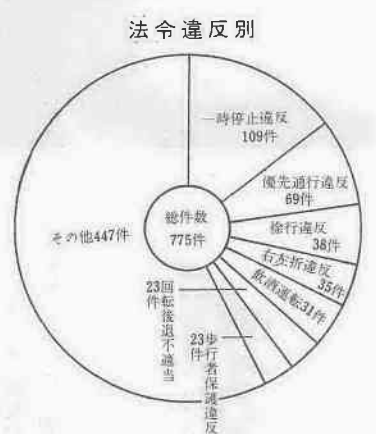 法令違反別
一時停止違反
109件
優先通行違反
69件
徐行違反
38件
右左折違反
35件
飲酒運転31件
歩行者保護違反
23件
回転後退不適当
23件
その他447件
総件数
775件